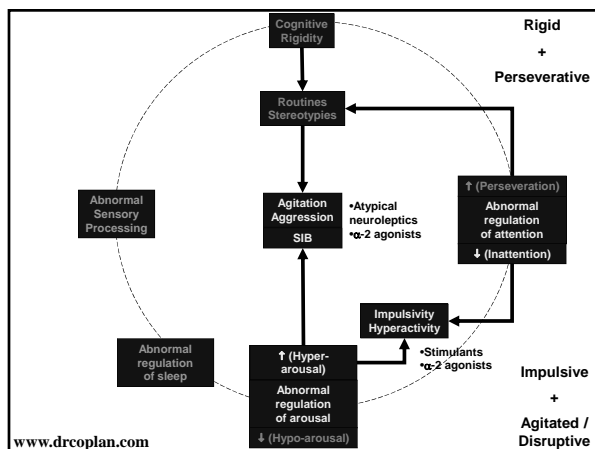 Cognitive
Rigidity
Rigid
+
Perseverative
Routines
Stereotypes
↑ (Perseveration)
Abnormal
regulation
of attention
↓ (Inattention)
Abnormal
Sensory
Processing
Agitation
Aggression
SIB
•Atypical
neuroleptics
•α-2 agonists
Impulsivity
Hyperactivity
•Stimulants
•α-2 agonists
Abnormal
regulation
of sleep
↑ (Hyper-
arousal)
Abnormal
regulation
of arousal
↓ (Hypo-arousal)
Impulsive
+
Agitated /
Disruptive
www.drcoplan.com